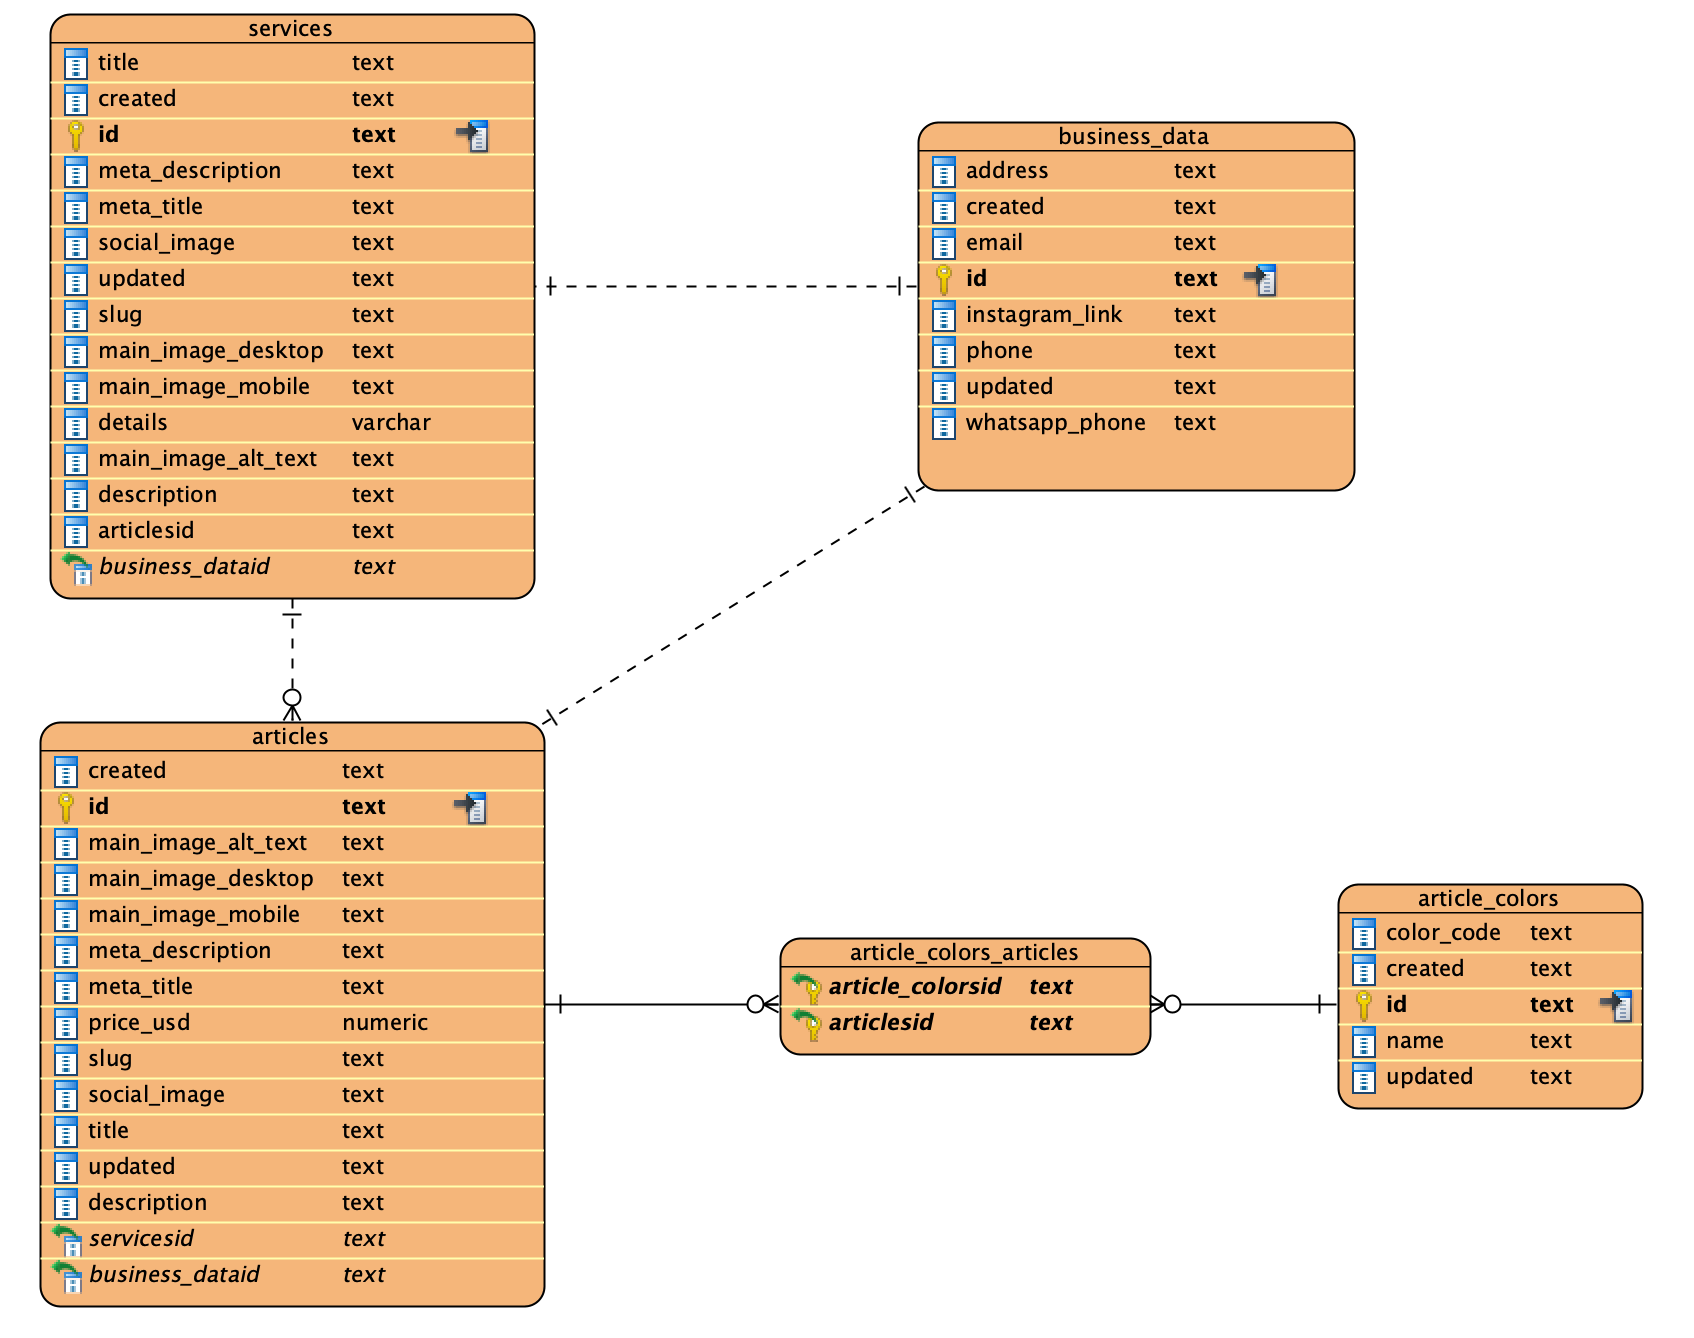 services
title text
created text
id text
meta_description text
meta_title text
social_image text
updated text
slug text
main_image_desktop text
main_image_mobile text
details varchar
main_image_alt_text text
description text
articlesid text
business_dataid text
business_data
address text
created text
email text
id text
instagram_link text
phone text
updated text
whatsapp_phone text
articles
created text
id text
main_image_alt_text text
main_image_desktop text
main_image_mobile text
meta_description text
meta_title text
price_usd numeric
slug text
social_image text
title text
updated text
description text
servicesid text
business_dataid text
article_colors_articles
article_colorsid text
articlesid text
article_colors
color_code text
created text
id text
name text
updated text